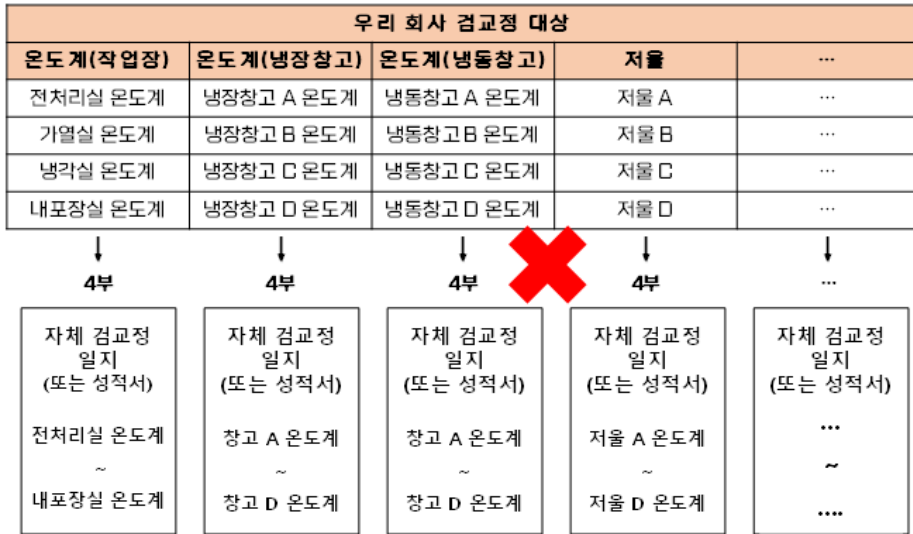 우리 회사 검교정 대상
온도계(작업장) 온도계(냉장창고) 온도계(냉동창고) 저울 …
전처리실 온도계 냉장창고 A 온도계 냉동창고 A 온도계 저울 A …
가열실 온도계 냉장창고 B 온도계 냉동창고 B 온도계 저울 B …
냉각실 온도계 냉장창고 C 온도계 냉동창고 C 온도계 저울 C …
내포장실 온도계 냉장창고 D 온도계 냉동창고 D 온도계 저울 D …
↓ ↓ ↓ ↓ ↓
4부 4부 4부 4부 …
자체 검교정 자체 검교정 자체 검교정 자체 검교정 자체 검교정
일지 일지 일지 일지 일지
(또는 성적서) (또는 성적서) (또는 성적서) (또는 성적서) (또는 성적서)
전처리실 온도계 창고 A 온도계 창고 A 온도계 저울 A 온도계 …
~ ~ ~ ~ ~
내포장실 온도계 창고 D 온도계 창고 D 온도계 저울 D 온도계 ….